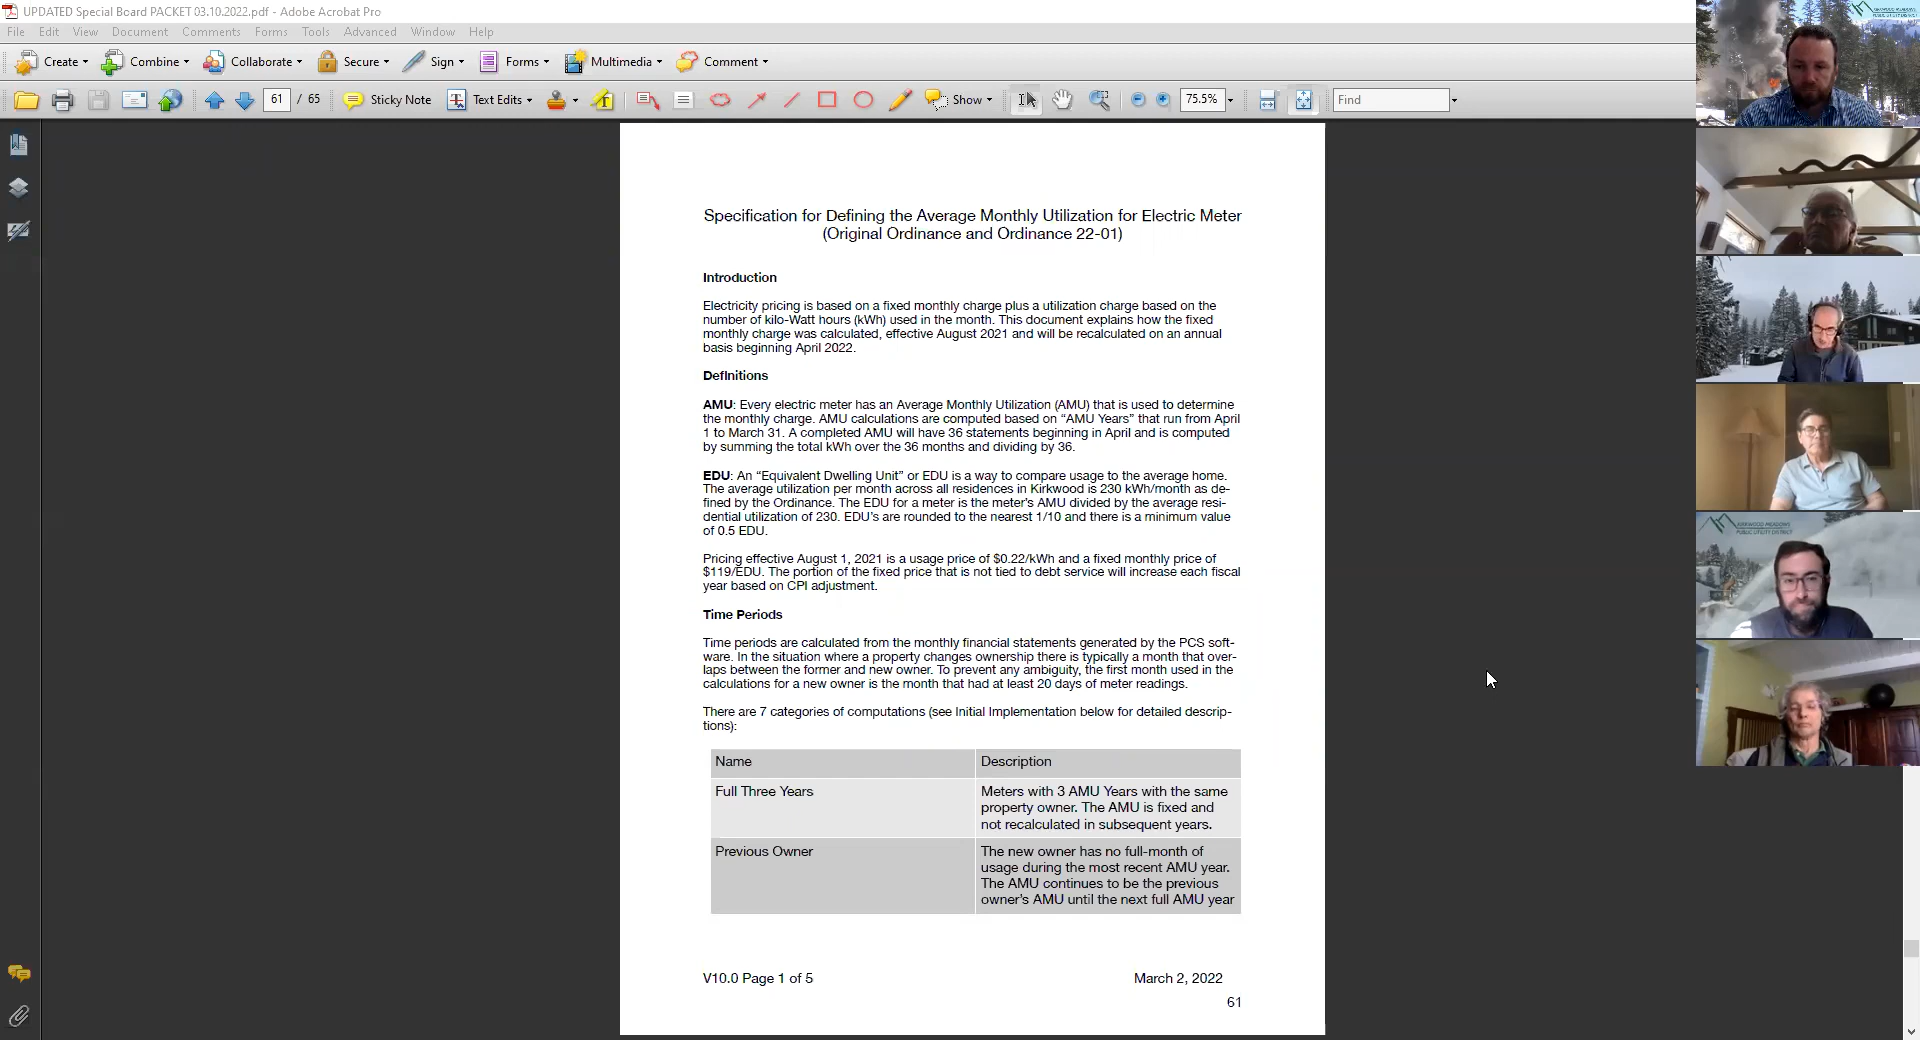 UPDATED Special Board PACKET 03.10.2022.pdf - Adobe Acrobat Pro
File Edit View Document Comments Forms Tools Advanced Window Help
Create Combine Collaborate Secure Sign Forms Multimedia Comment
61 / 65 Sticky Note Text Edits Show 75.5% Find
Specification for Defining the Average Monthly Utilization for Electric Meter
(Original Ordinance and Ordinance 22-01)
Introduction
Electricity pricing is based on a fixed monthly charge plus a utilization charge based on the
number of kilo-Watt hours (kWh) used in the month. This document explains how the fixed
monthly charge was calculated, effective August 2021 and will be recalculated on an annual
basis beginning April 2022.
Definitions
AMU: Every electric meter has an Average Monthly Utilization (AMU) that is used to determine
the monthly charge. AMU calculations are computed based on “AMU Years” that run from April
1 to March 31. A completed AMU will have 36 statements beginning in April and is computed
by summing the total kWh over the 36 months and dividing by 36.
EDU: An “Equivalent Dwelling Unit” or EDU is a way to compare usage to the average home.
The average utilization per month across all residences in Kirkwood is 230 kWh/month as de-
fined by the Ordinance. The EDU for a meter is the meter's AMU divided by the average resi-
dential utilization of 230. EDU's are rounded to the nearest 1/10 and there is a minimum value
of 0.5 EDU.
Pricing effective August 1, 2021 is a usage price of $0.22/kWh and a fixed monthly price of
$119/EDU. The portion of the fixed price that is not tied to debt service will increase each fiscal
year based on CPI adjustment.
Time Periods
Time periods are calculated from the monthly financial statements generated by the PCS soft-
ware. In the situation where a property changes ownership there is typically a month that over-
laps between the former and new owner. To prevent any ambiguity, the first month used in the
calculations for a new owner is the month that had at least 20 days of meter readings.
There are 7 categories of computations (see Initial Implementation below for detailed descrip-
tions):
Name Description
Full Three Years Meters with 3 AMU Years with the same
property owner. The AMU is fixed and
not recalculated in subsequent years.
Previous Owner The new owner has no full-month of
usage during the most recent AMU year.
The AMU continues to be the previous
owner's AMU until the next full AMU year
V10.0 Page 1 of 5 March 2, 2022
61
KIRKWOOD MEADOWS
PUBLIC UTILITY DISTRICT
KIRKWOOD MEADOWS
PUBLIC UTILITY DISTRICT